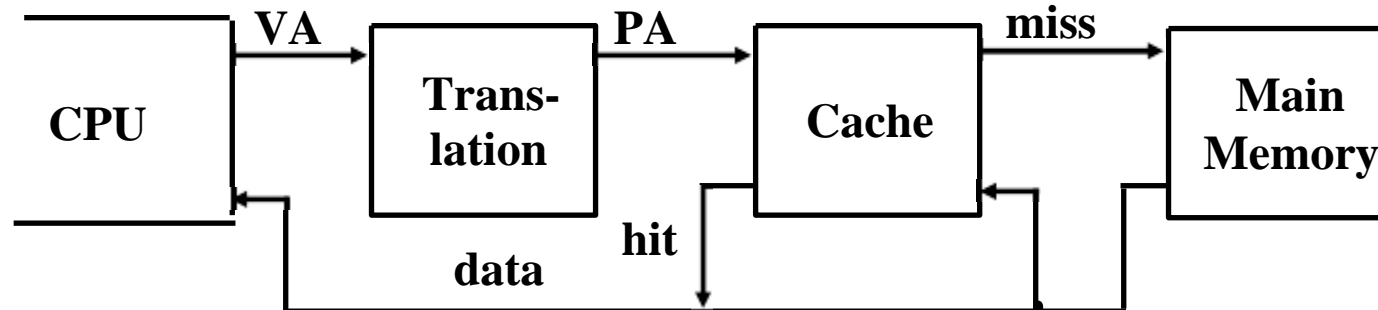 VA
PA
miss
CPU
Trans-
lation
Cache
Main
Memory
hit
data